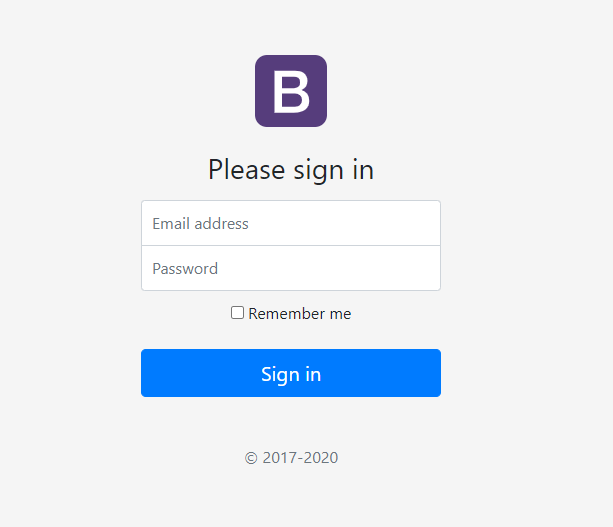 B
Please sign in
Email address
Password
Remember me
Sign in
© 2017-2020